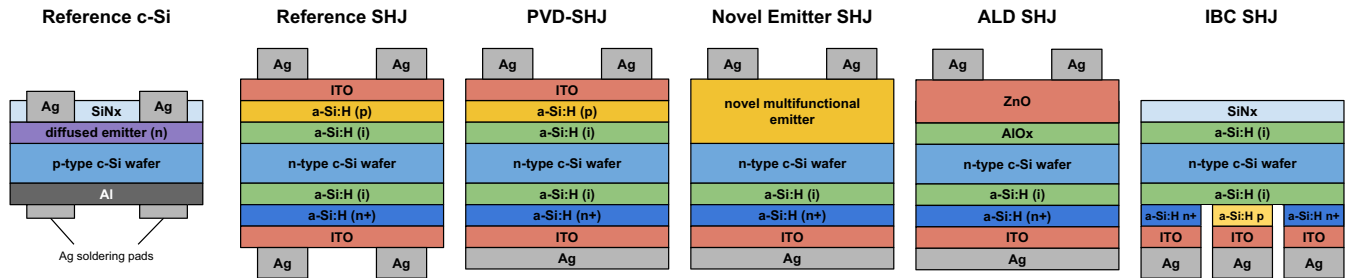 Reference c-Si
Ag
SiNx
Ag
diffused emitter (n)
p-type c-Si wafer
Al
Ag soldering pads
Reference SHJ
Ag
Ag
ITO
a-Si:H (p)
a-Si:H (i)
n-type c-Si wafer
a-Si:H (i)
a-Si:H (n+)
ITO
Ag
Ag
PVD-SHJ
Ag
Ag
ITO
a-Si:H (p)
a-Si:H (i)
n-type c-Si wafer
a-Si:H (i)
a-Si:H (n+)
ITO
Ag
Novel Emitter SHJ
Ag
Ag
novel multifunctional
emitter
n-type c-Si wafer
a-Si:H (i)
a-Si:H (n+)
ITO
Ag
ALD SHJ
Ag
Ag
ZnO
AlOx
n-type c-Si wafer
a-Si:H (i)
a-Si:H (n+)
ITO
Ag
IBC SHJ
SiNx
a-Si:H (i)
n-type c-Si wafer
a-Si:H (i)
a-Si:H n+
a-Si:H p
a-Si:H n+
ITO
ITO
ITO
Ag
Ag
Ag